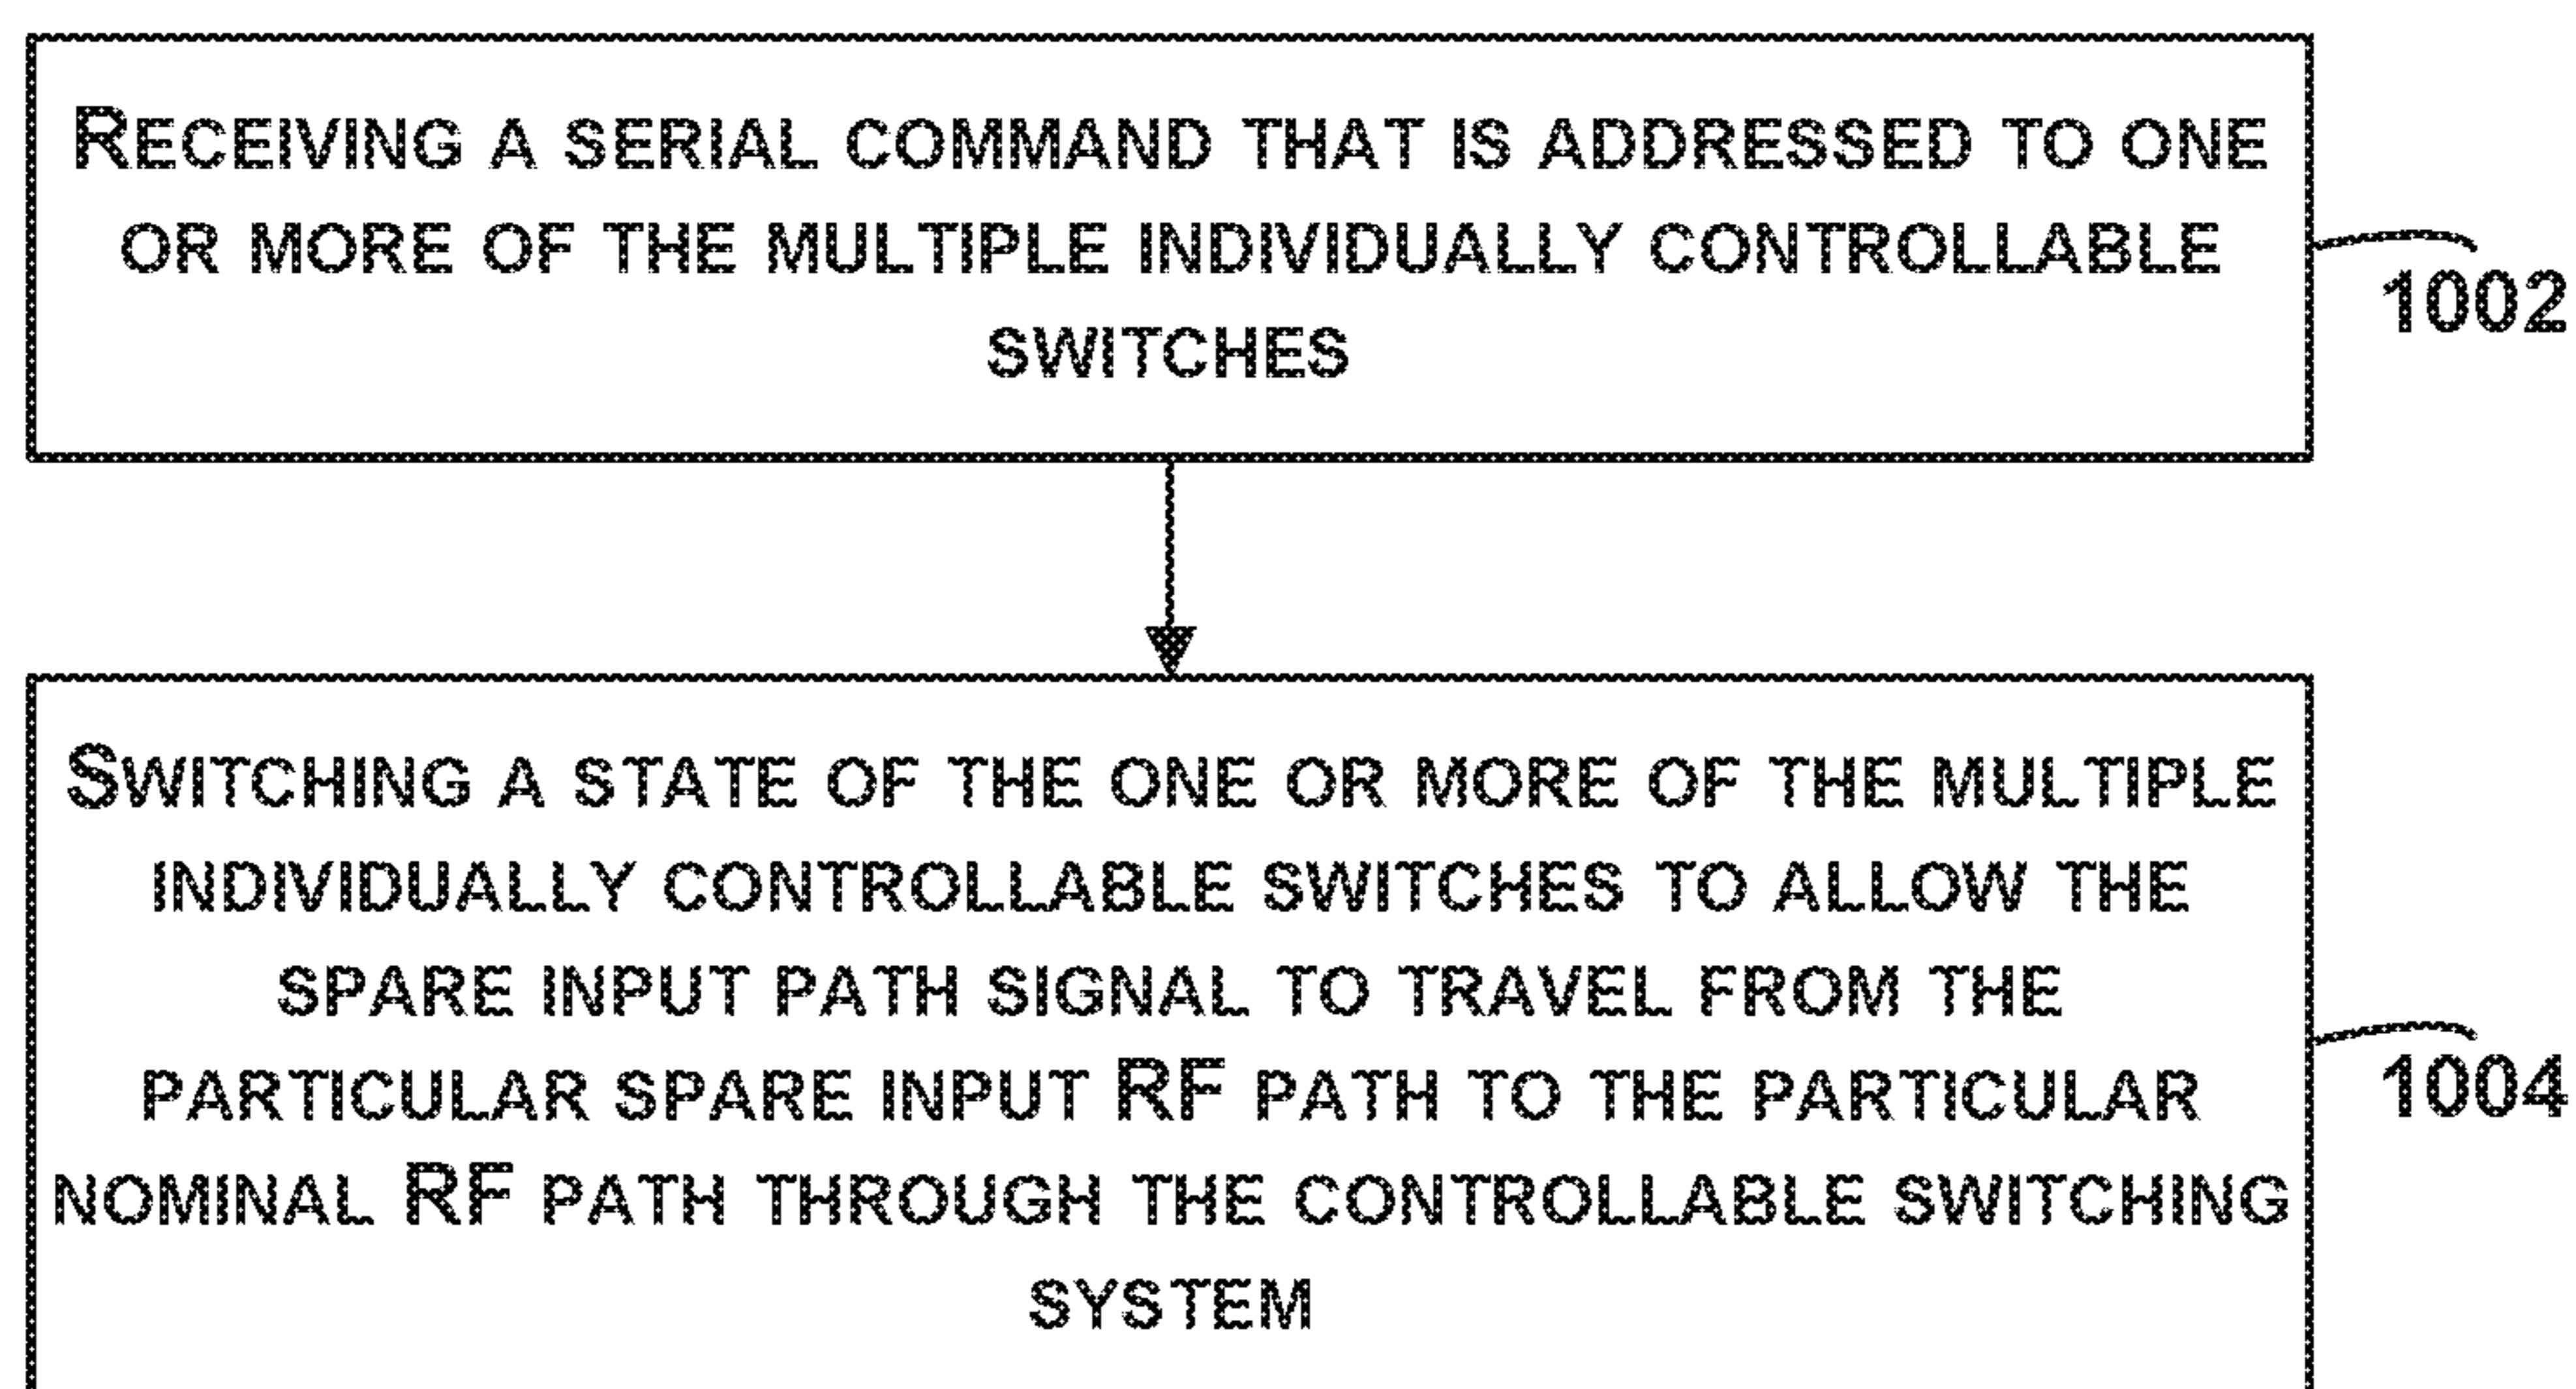 RECEIVING A SERIAL COMMAND THAT IS ADDRESSED TO ONE
OR MORE OF THE MULTIPLE INDIVIDUALLY CONTROLLABLE
SWITCHES
1002
SWITCHING A STATE OF THE ONE OR MORE OF THE MULTIPLE
INDIVIDUALLY CONTROLLABLE SWITCHES TO ALLOW THE
SPARE INPUT PATH SIGNAL TO TRAVEL FROM THE
PARTICULAR SPARE INPUT RF PATH TO THE PARTICULAR
NOMINAL RF PATH THROUGH THE CONTROLLABLE SWITCHING
SYSTEM
1004